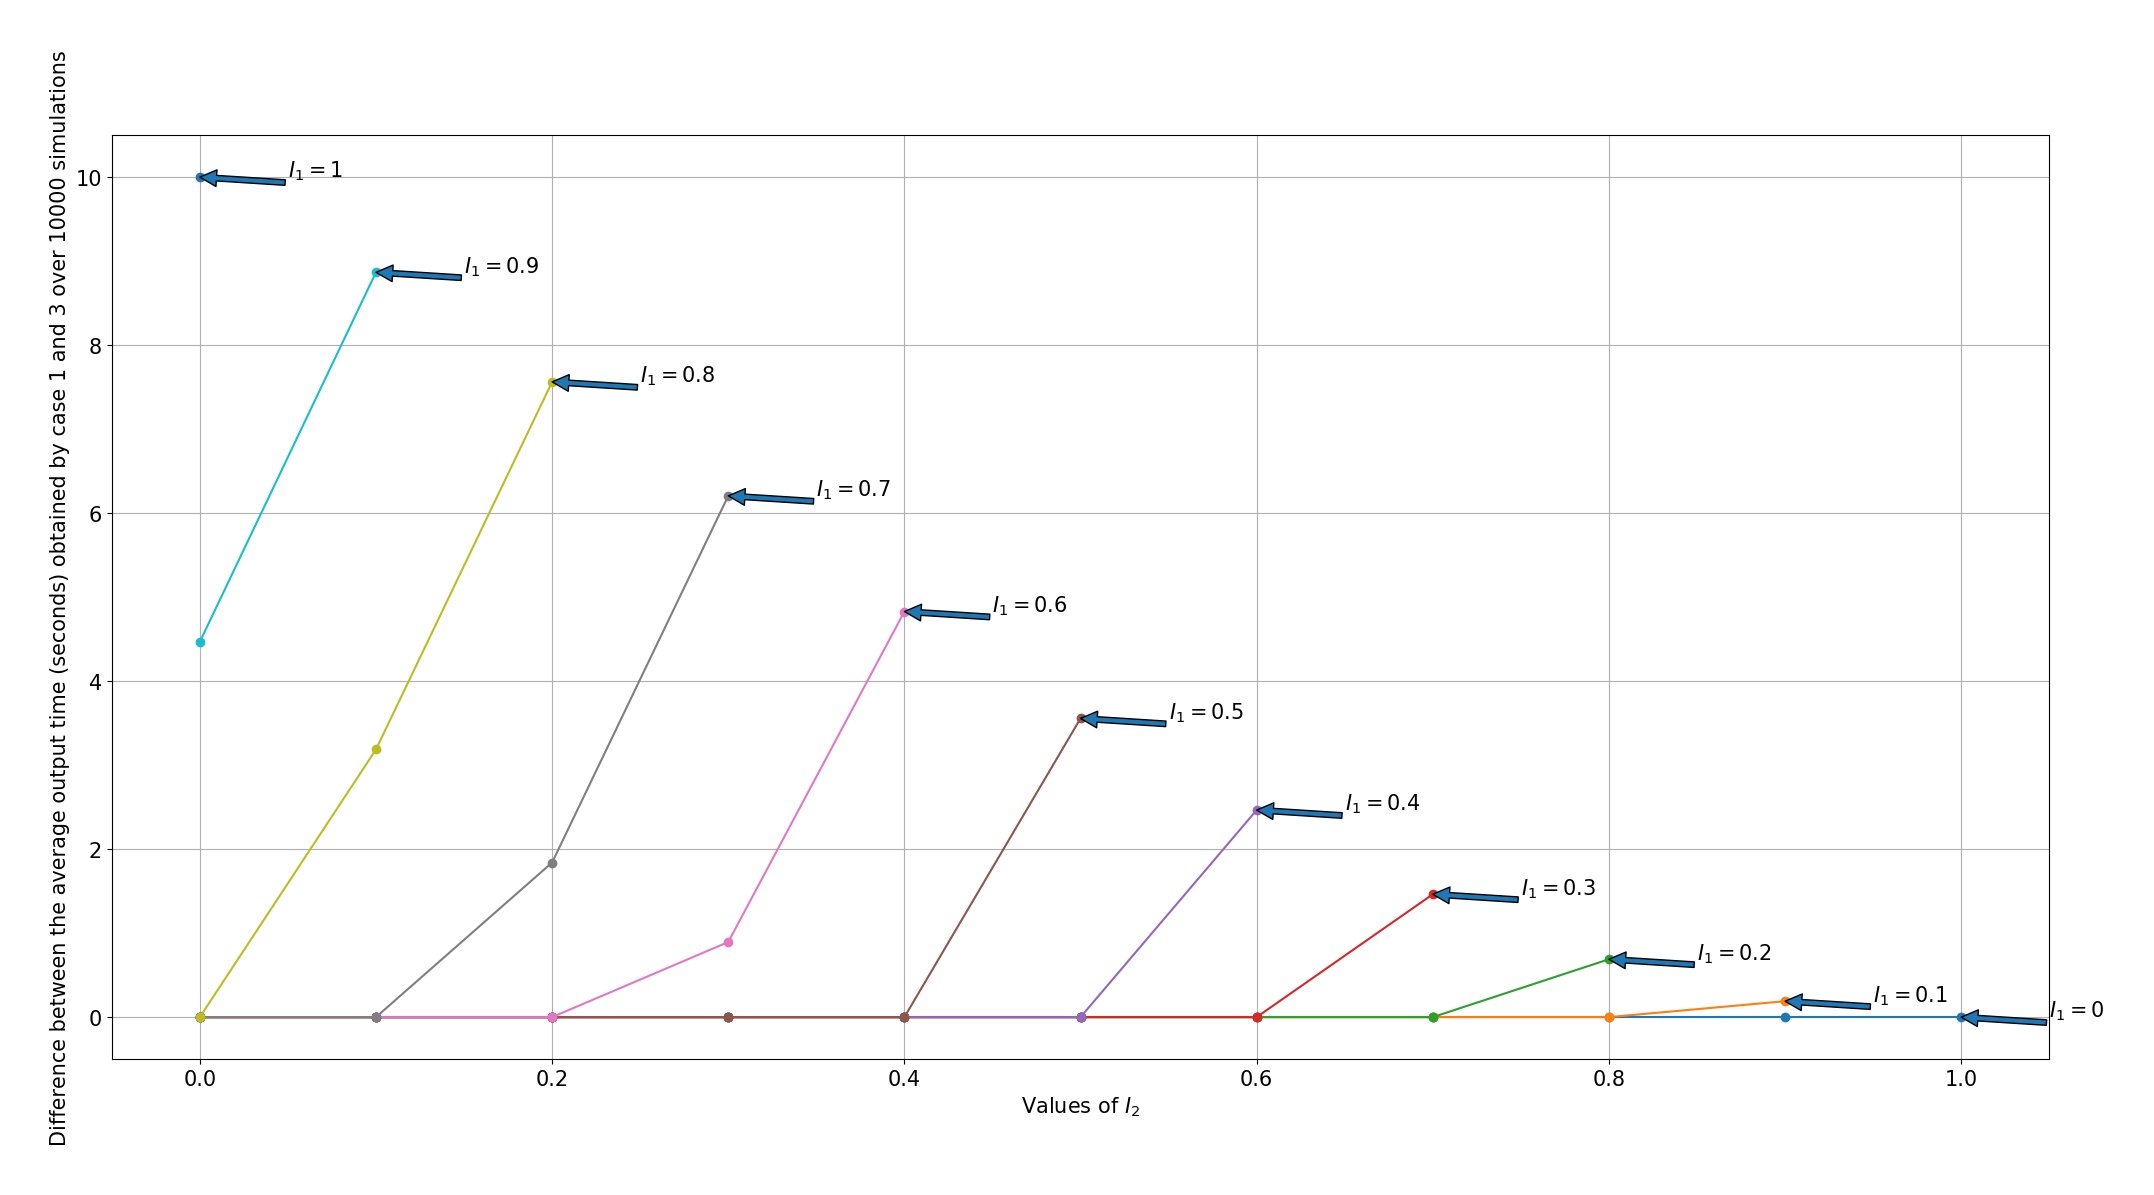 Difference between the average output time (seconds) obtained by case 1 and 3 over 10000 simulations
10
8
6
4
2
0
I₁ = 1
I₁ = 0.9
I₁ = 0.8
I₁ = 0.7
I₁ = 0.6
I₁ = 0.5
I₁ = 0.4
I₁ = 0.3
I₁ = 0.2
I₁ = 0.1
I₁ = 0
0.0 0.2 0.4 0.6 0.8 1.0
Values of I₂